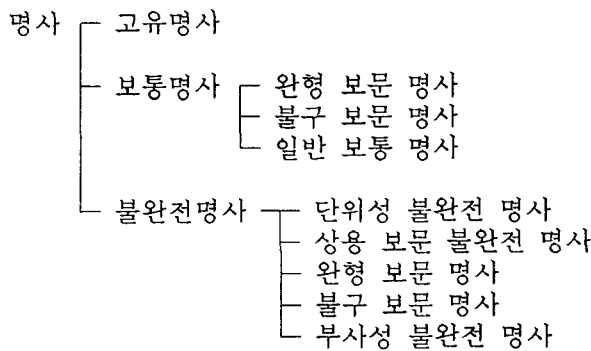 명사 고유명사
보통명사 완형 보문 명사
불구 보문 명사
일반 보통 명사
불완전명사 단위성 불완전 명사
상용 보문 불완전 명사
완형 보문 명사
불구 보문 명사
부사성 불완전 명사